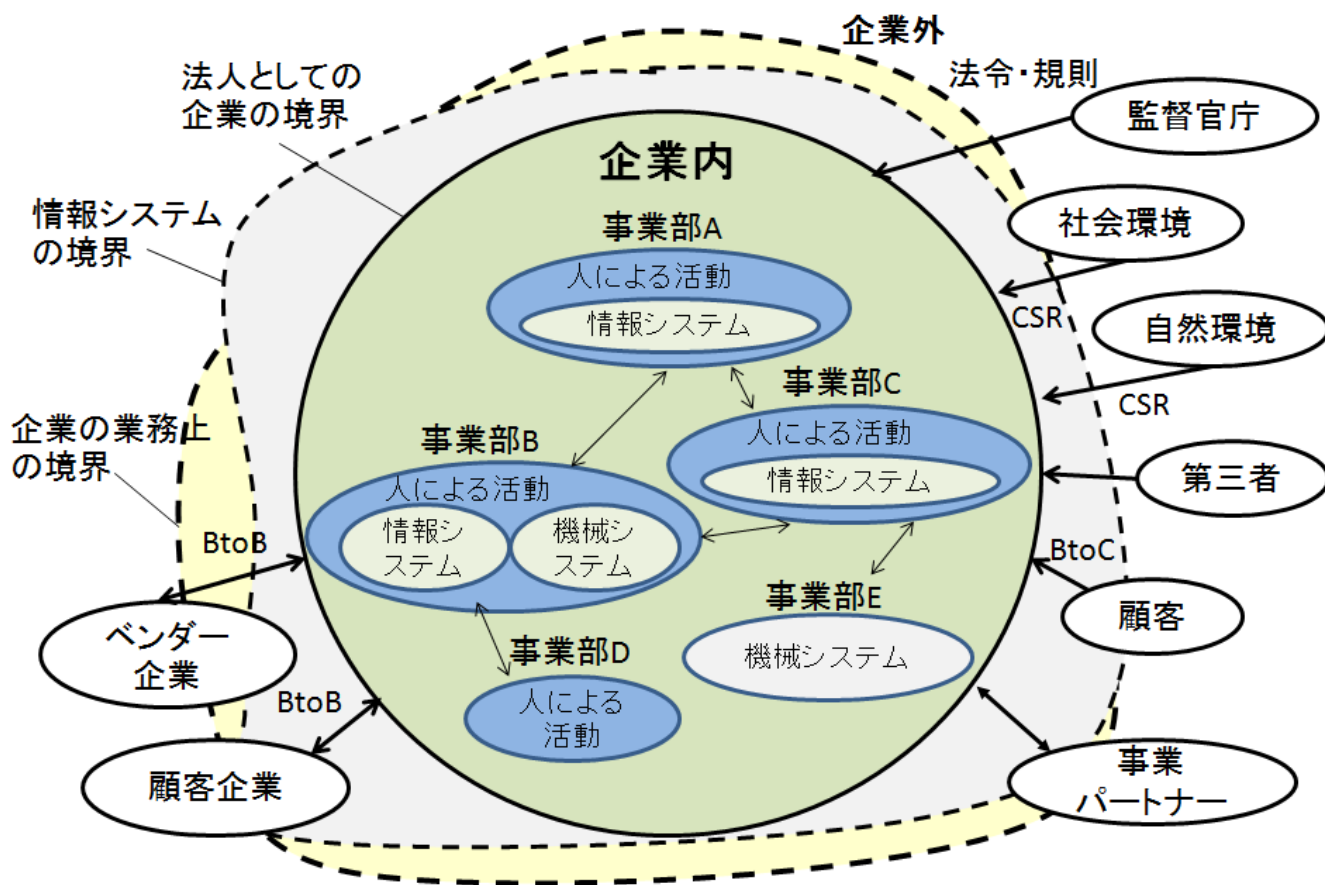 企業外
法人としての
企業の境界
法令・規則
監督官庁
企業内
情報システム
の境界
社会環境
事業部A
人による活動
情報システム
CSR
自然環境
事業部C
CSR
企業の業務上
の境界
事業部B
人による活動
情報システム
第三者
人による活動
情報シ
ステム
機械シ
ステム
BtoB
BtoC
事業部E
顧客
ベンダー
企業
事業部D
機械システム
BtoB
人による
活動
顧客企業
事業
パートナー